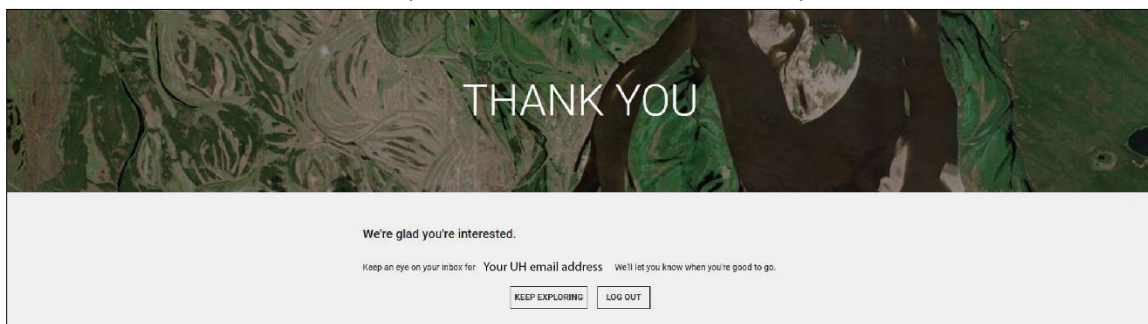 THANK YOU
We're glad you're interested.
Keep an eye on your inbox for Your UH email address We'll let you know when you're good to go.
KEEP EXPLORING LOG OUT